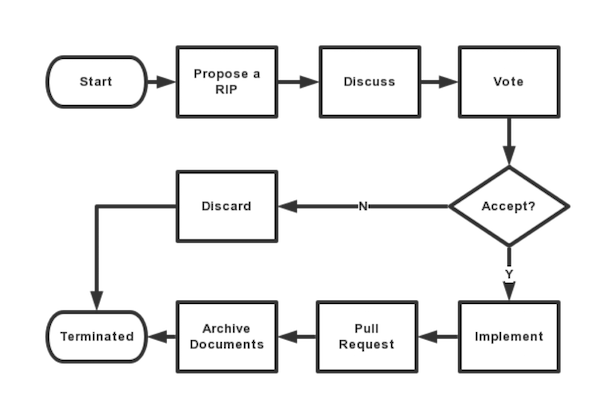 Start
Propose a
RIP
Discuss
Vote
Discard
N
Accept?
Y
Terminated
Archive
Documents
Pull
Request
Implement